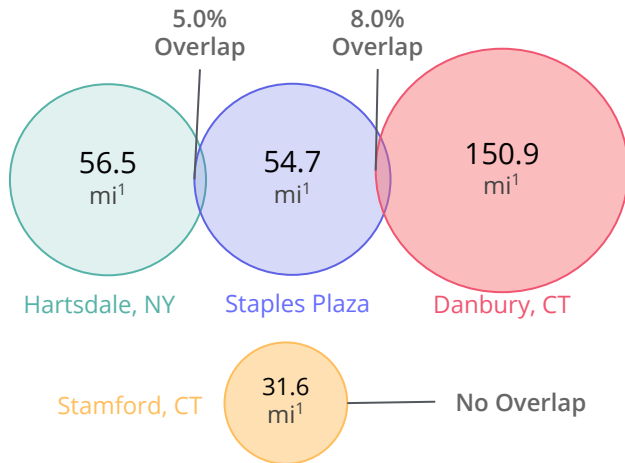 5.0%
Overlap
8.0%
Overlap
56.5
mi¹
54.7
mi¹
150.9
mi¹
Hartsdale, NY
Staples Plaza
Danbury, CT
Stamford, CT
31.6
mi¹
No Overlap